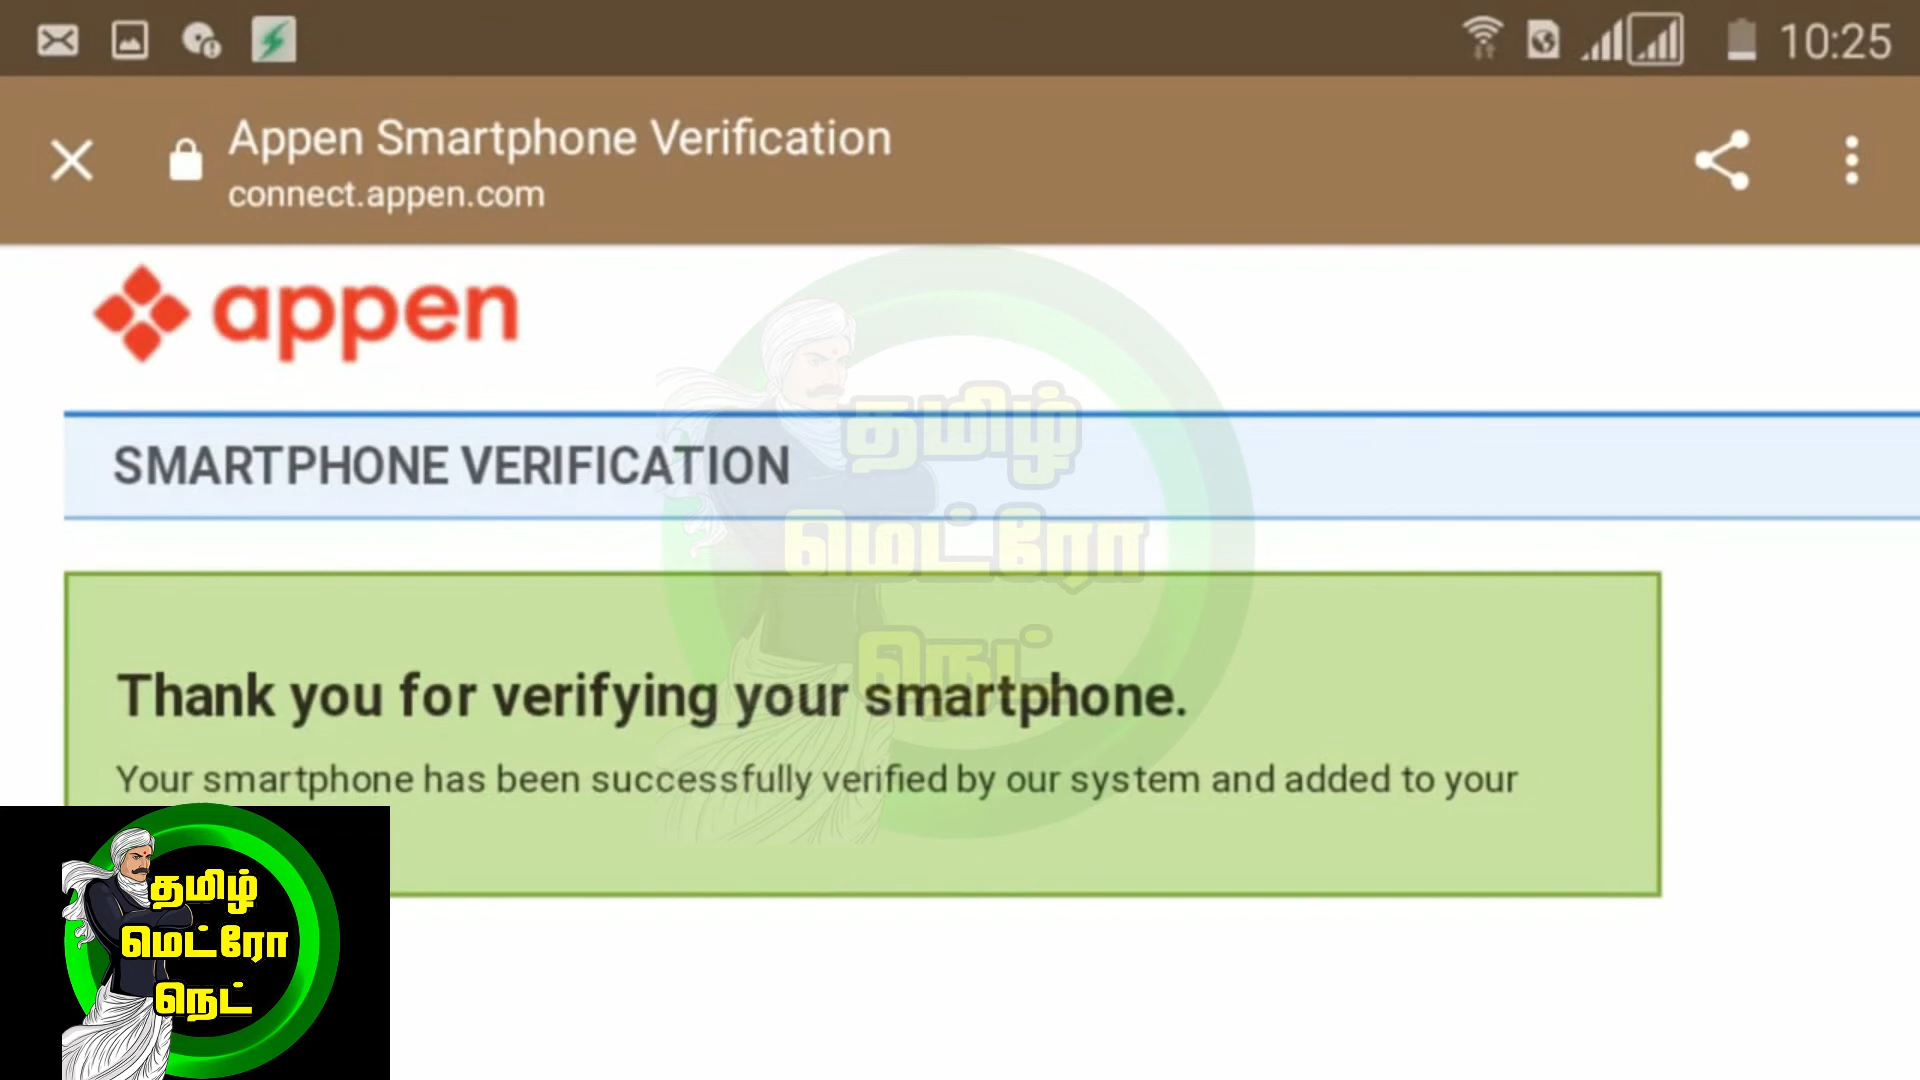 10:25
Appen Smartphone Verification
connect.appen.com
appen
SMARTPHONE VERIFICATION
தமிழ்
மெட்ரோ
நெட்
Thank you for verifying your smartphone.
Your smartphone has been successfully verified by our system and added to your
தமிழ்
மெட்ரோ
நெட்